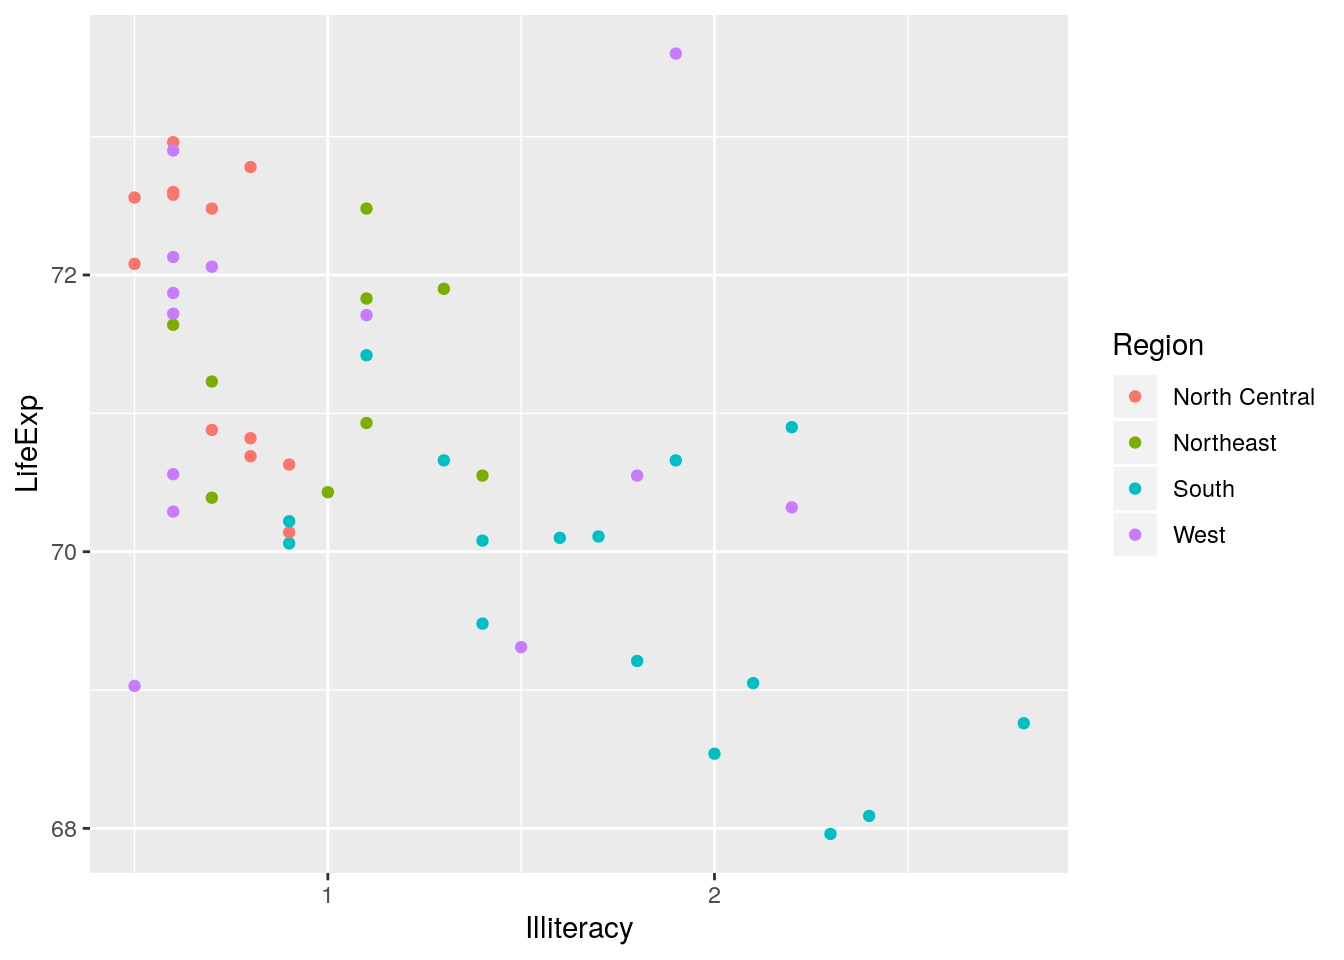 72
70
68
LifeExp
1
2
Illiteracy
Region
North Central
Northeast
South
West